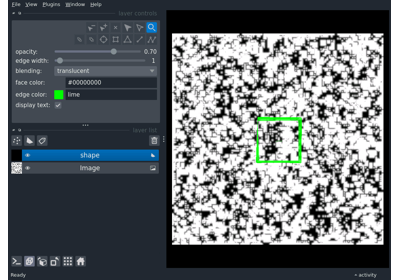 File View Plugins Window Help
layer controls
opacity: 0.70
edge width: 1
blending: translucent
face color: #00000000
edge color: lime
display text:
layer list
shape
Image
Ready
activity